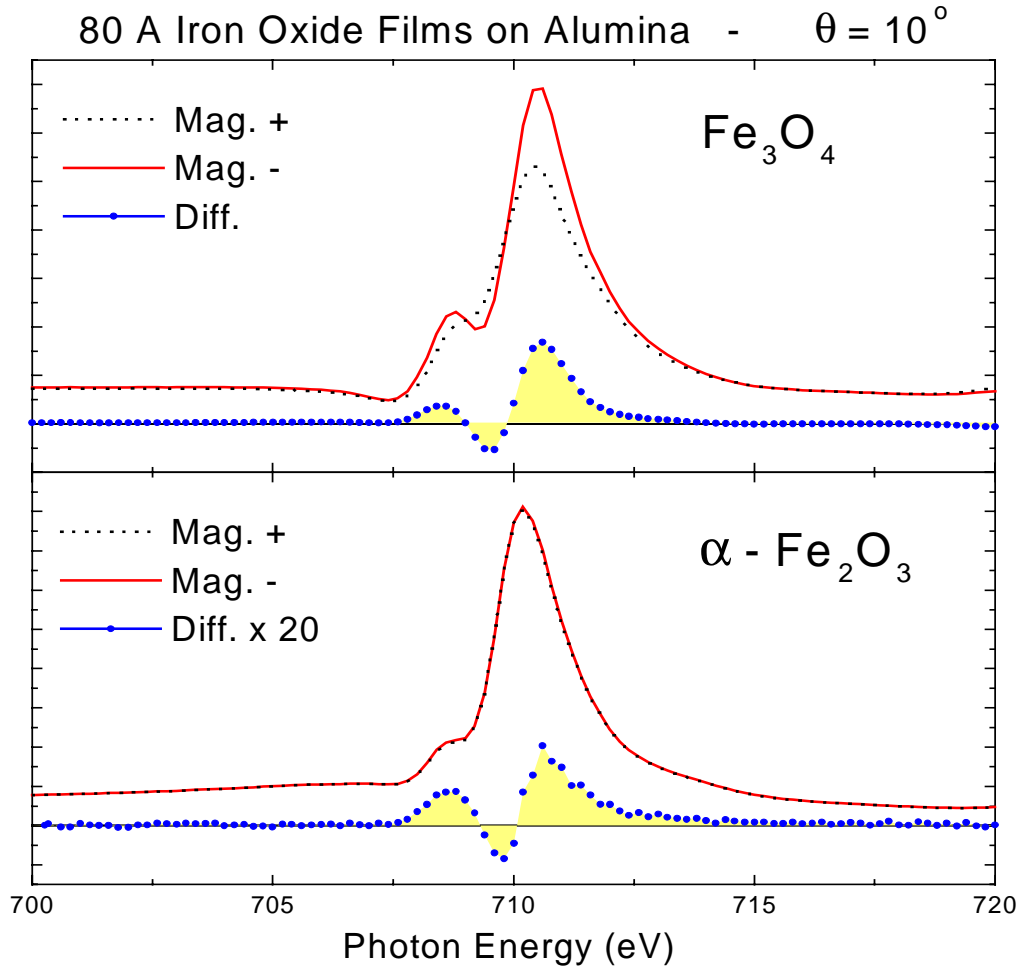 80 A Iron Oxide Films on Alumina - θ = 10°
Mag. +
Mag. -
Diff.
Fe₃O₄
Mag. +
Mag. -
Diff. x 20
α - Fe₂O₃
700 705 710 715 720
Photon Energy (eV)